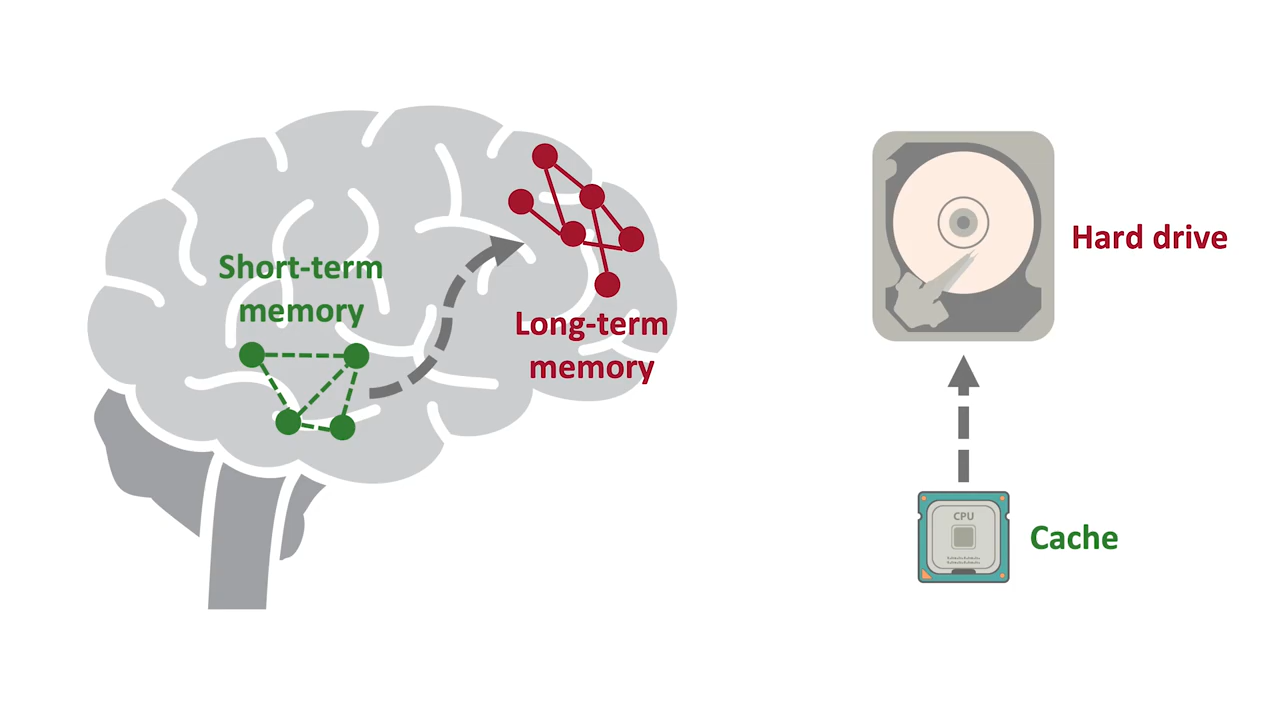 Short-term
memory
Long-term
memory
Hard drive
CPU
Cache